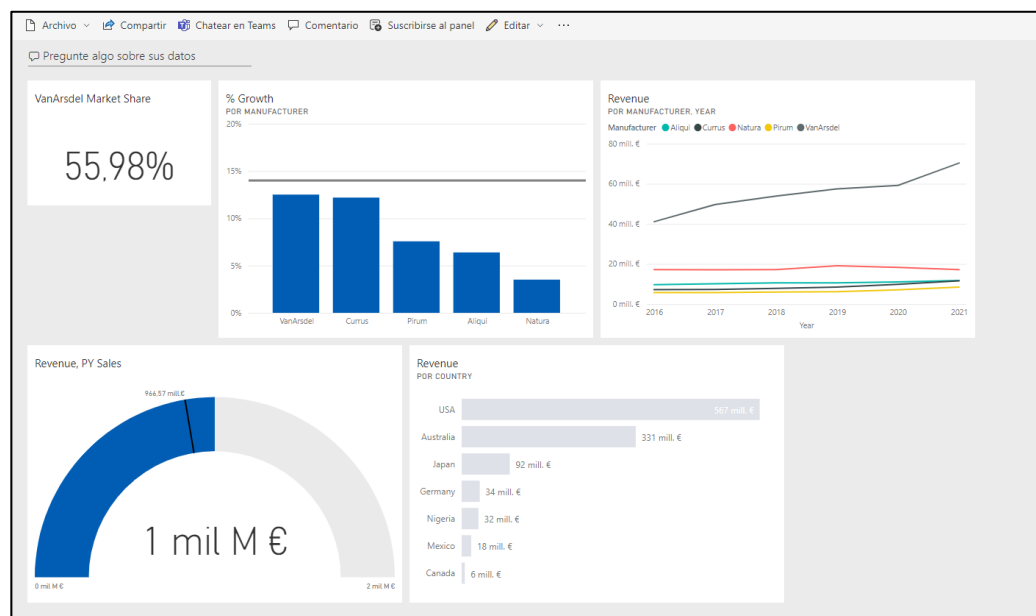 Archivo Compartir Chatear en Teams Comentario Suscribirse al panel Editar ...
Pregunte algo sobre sus datos
VanArsdel Market Share
55,98%
% Growth
POR MANUFACTURER
20%
15%
10%
5%
0%
VanArsdel Currus Pirum Aliqui Natura
Revenue
POR MANUFACTURER, YEAR
Manufacturer Aliqui Currus Natura Pirum VanArsdel
80 mill. €
60 mill. €
40 mill. €
20 mill. €
0 mill. €
2016 2017 2018 2019 2020 2021
Year
Revenue, PY Sales
966,57 mill.€
1 mil M €
0 mil M € 2 mil M €
Revenue
POR COUNTRY
USA 567 mill. €
Australia 331 mill. €
Japan 92 mill. €
Germany 34 mill. €
Nigeria 32 mill. €
Mexico 18 mill. €
Canada 6 mill. €